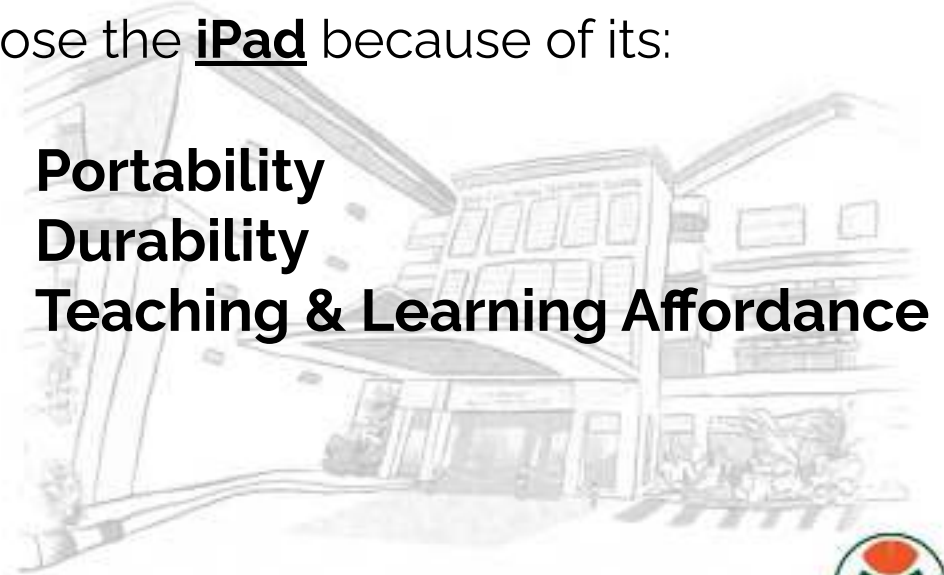 ose the iPad because of its:
Portability
Durability
Teaching & Learning Affordance